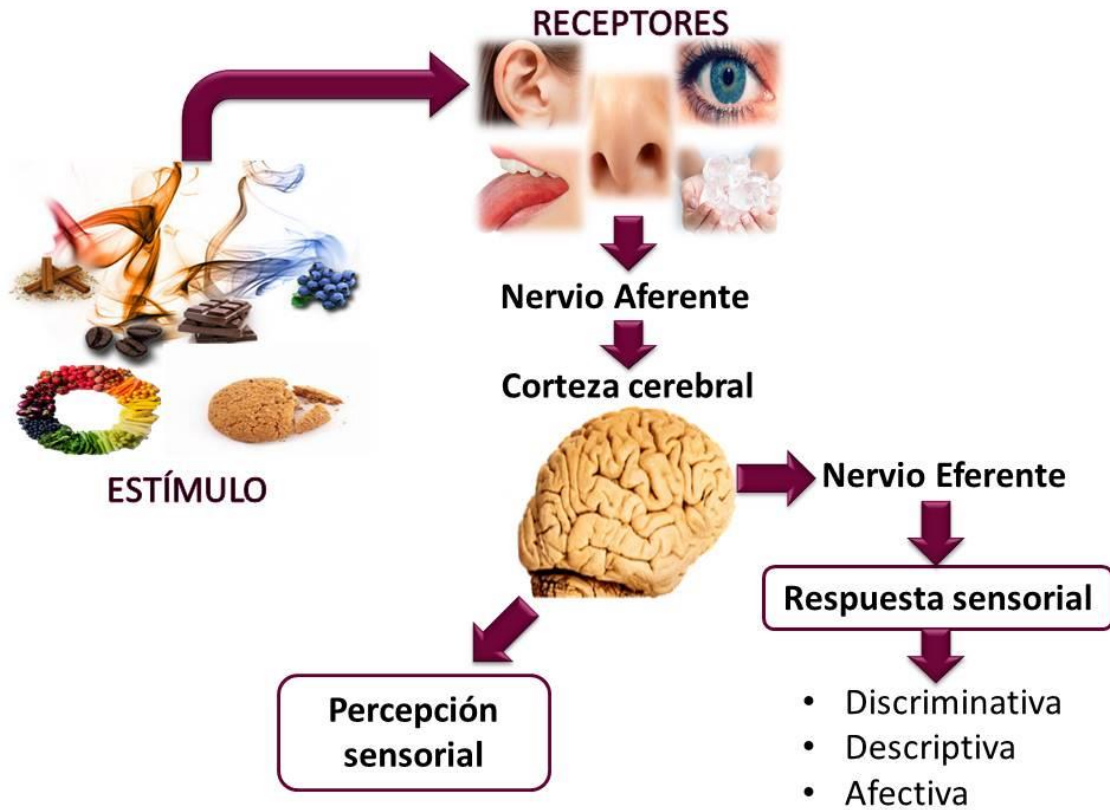 RECEPTORES
Nervio Aferente
Corteza cerebral
ESTÍMULO
Nervio Eferente
Respuesta sensorial
Percepción
sensorial
• Discriminativa
• Descriptiva
• Afectiva